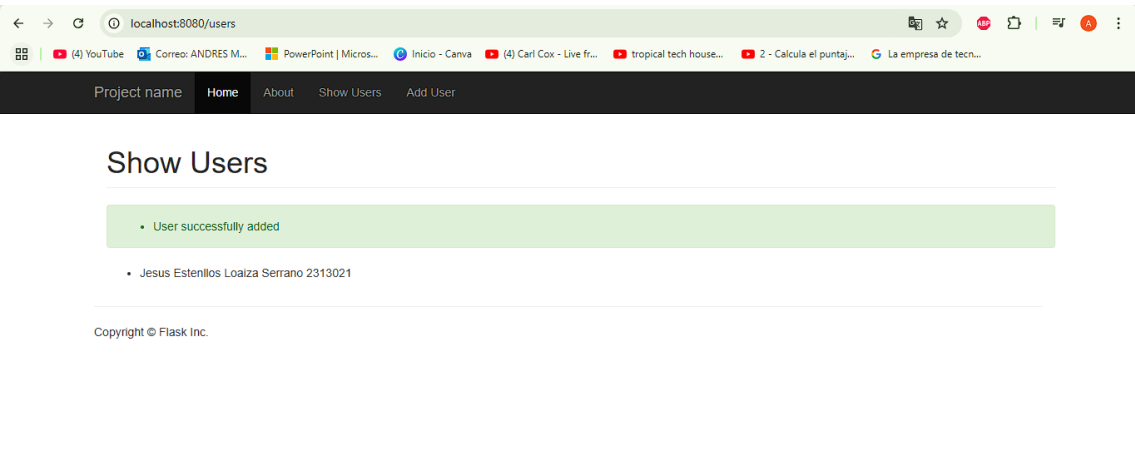 localhost:8080/users
ABP
A
(4) YouTube Correo: ANDRES M... PowerPoint | Micros... Inicio - Canva (4) Carl Cox - Live fr... tropical tech house... 2 - Calcula el puntaj... La empresa de tecn...
Project name Home About Show Users Add User
Show Users
• User successfully added
• Jesus Estenllos Loaiza Serrano 2313021
Copyright © Flask Inc.